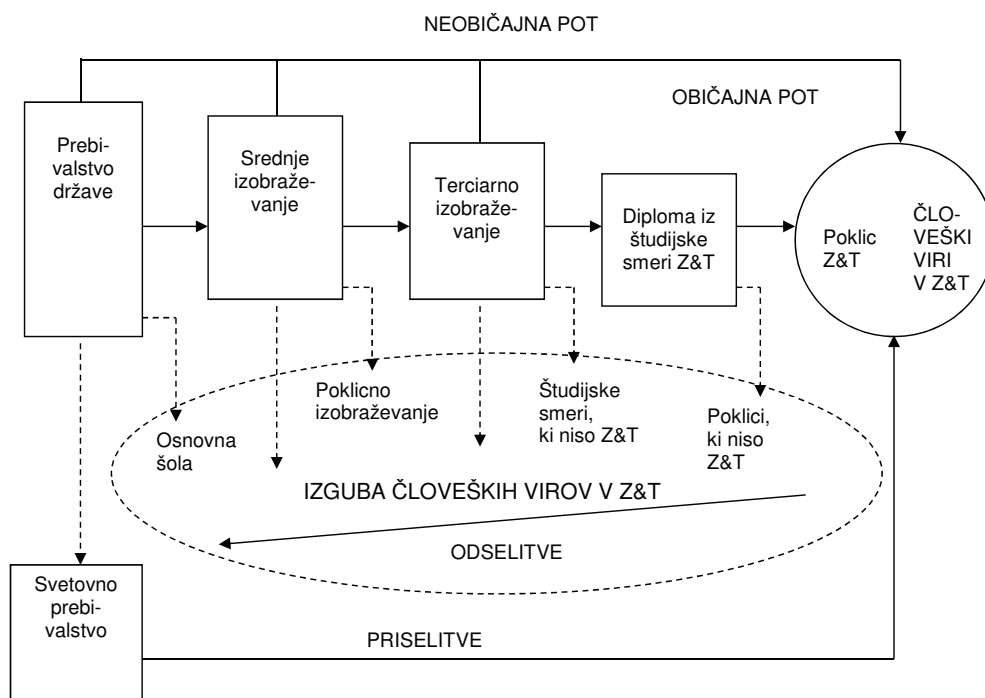 NEOBIČAJNA POT
OBIČAJNA POT
Prebi-
valstvo
države
Srednje
izobraže-
vanje
Terciarno
izobraže-
vanje
Diploma iz
študijske
smeri Z&T
Poklic
Z&T
ČLO-
VEŠKI
VIRI
V Z&T
Osnovna
šola
Poklicno
izobraževanje
Študijske
smeri,
ki niso Z&T
Poklici,
ki niso
Z&T
IZGUBA ČLOVEŠKIH VIROV V Z&T
ODSELITVE
Svetovno
prebi-
valstvo
PRISELITVE